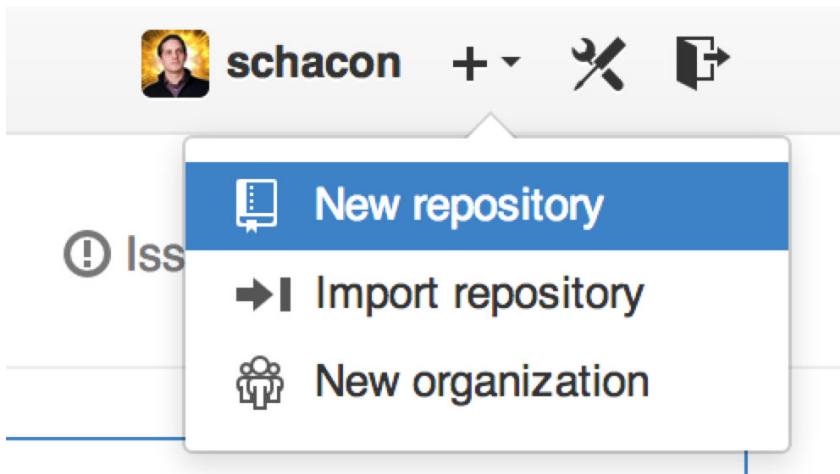 schacon
New repository
Iss
Import repository
New organization